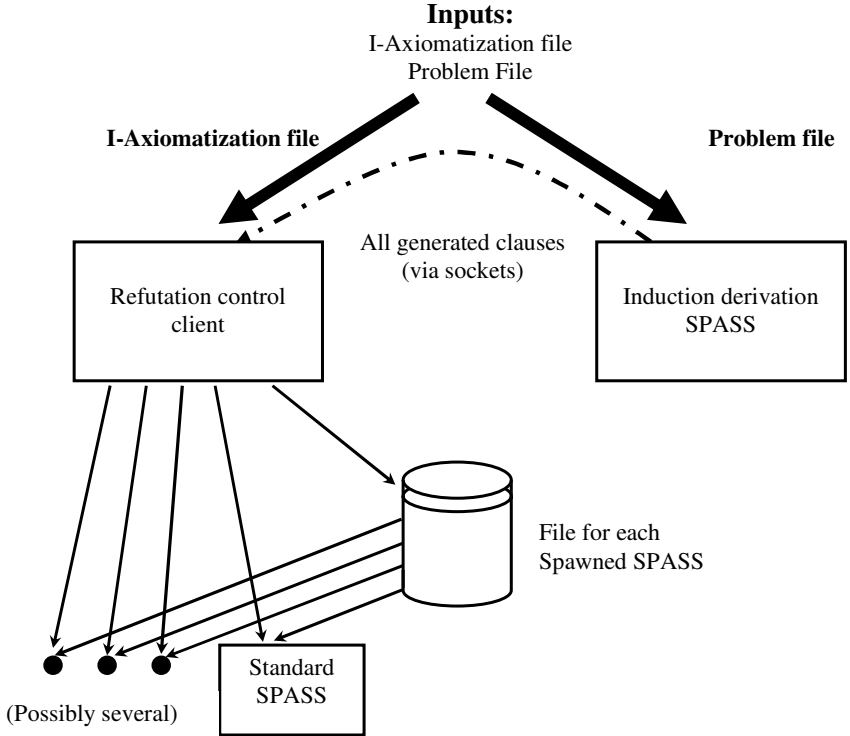 Inputs:
I-Axiomatization file
Problem File
I-Axiomatization file
Problem file
All generated clauses
(via sockets)
Refutation control
client
Induction derivation
SPASS
File for each
Spawned SPASS
Standard
SPASS
(Possibly several)